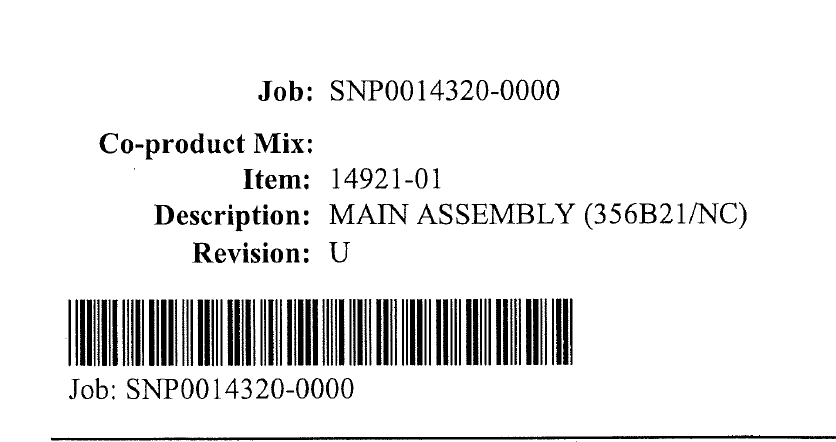 Job: SNP0014320-0000
Co-product Mix:
Item: 14921-01
Description: MAIN ASSEMBLY (356B21/NC)
Revision: U
Job: SNP0014320-0000